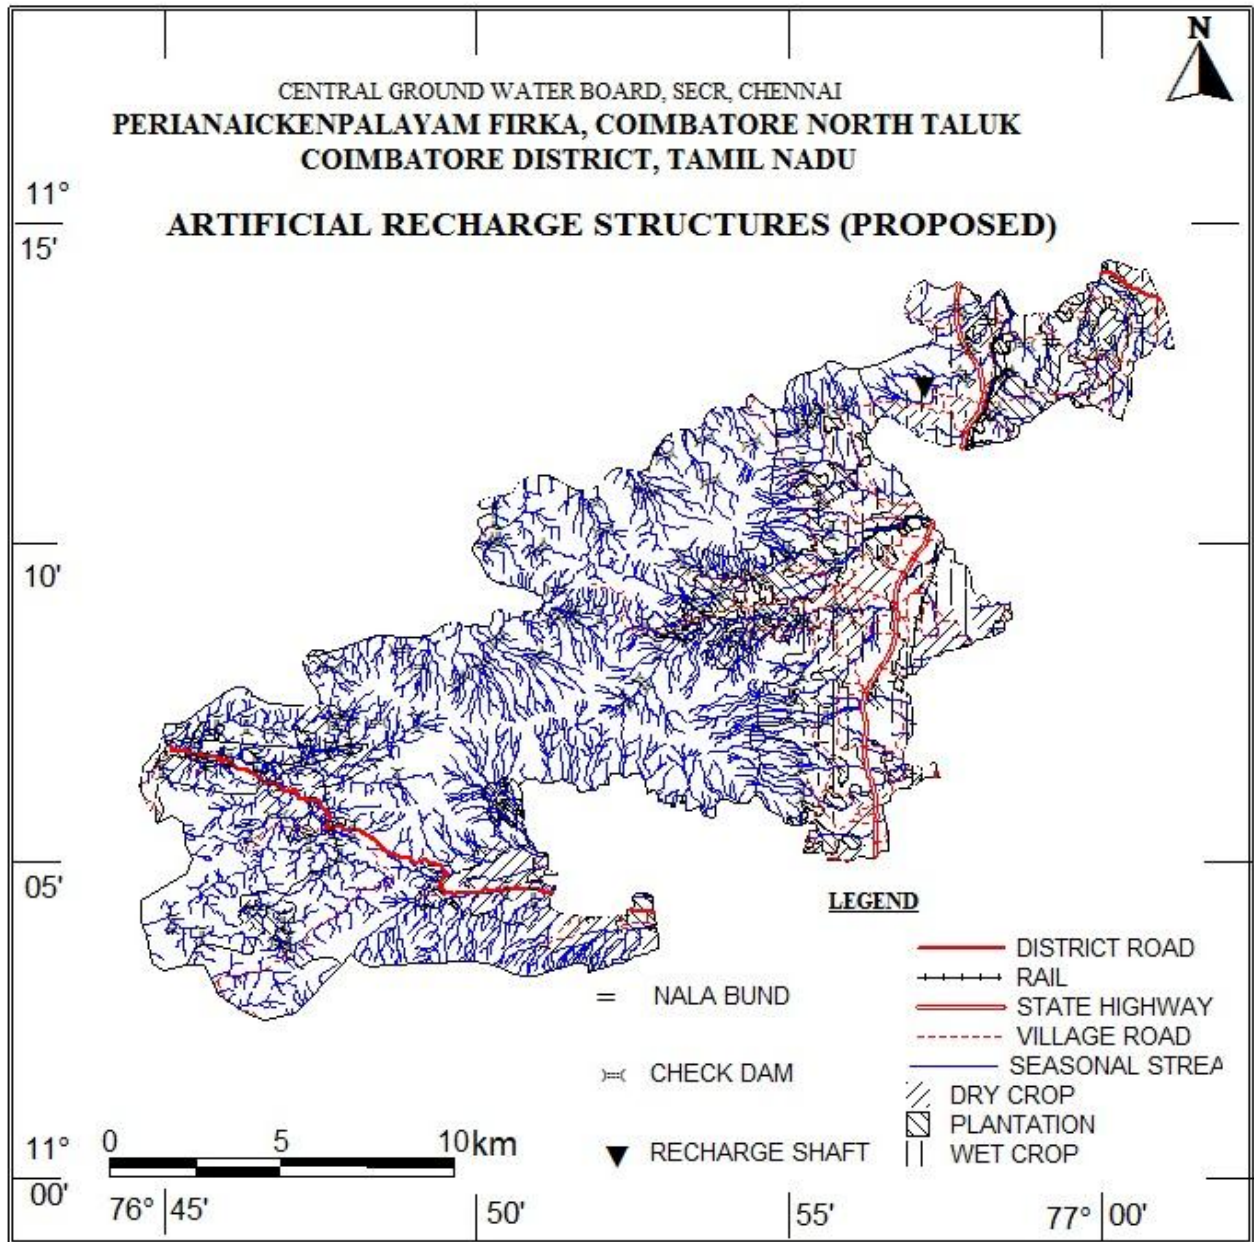 N
CENTRAL GROUND WATER BOARD, SECR, CHENNAI
PERIANAICKENPALAYAM FIRKA, COIMBATORE NORTH TALUK
COIMBATORE DISTRICT, TAMIL NADU
ARTIFICIAL RECHARGE STRUCTURES (PROPOSED)
11°
15'
10'
05'
LEGEND
DISTRICT ROAD
RAIL
STATE HIGHWAY
VILLAGE ROAD
SEASONAL STREA
DRY CROP
PLANTATION
WET CROP
NALA BUND
CHECK DAM
RECHARGE SHAFT
0 5 10km
11°
00'
76° 45' 50' 55' 77° 00'